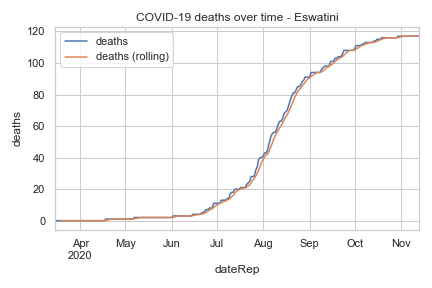 COVID-19 deaths over time - Eswatini
deaths
deaths (rolling)
120
100
80
60
40
20
0
deaths
Apr May Jun Jul Aug Sep Oct Nov
2020
dateRep